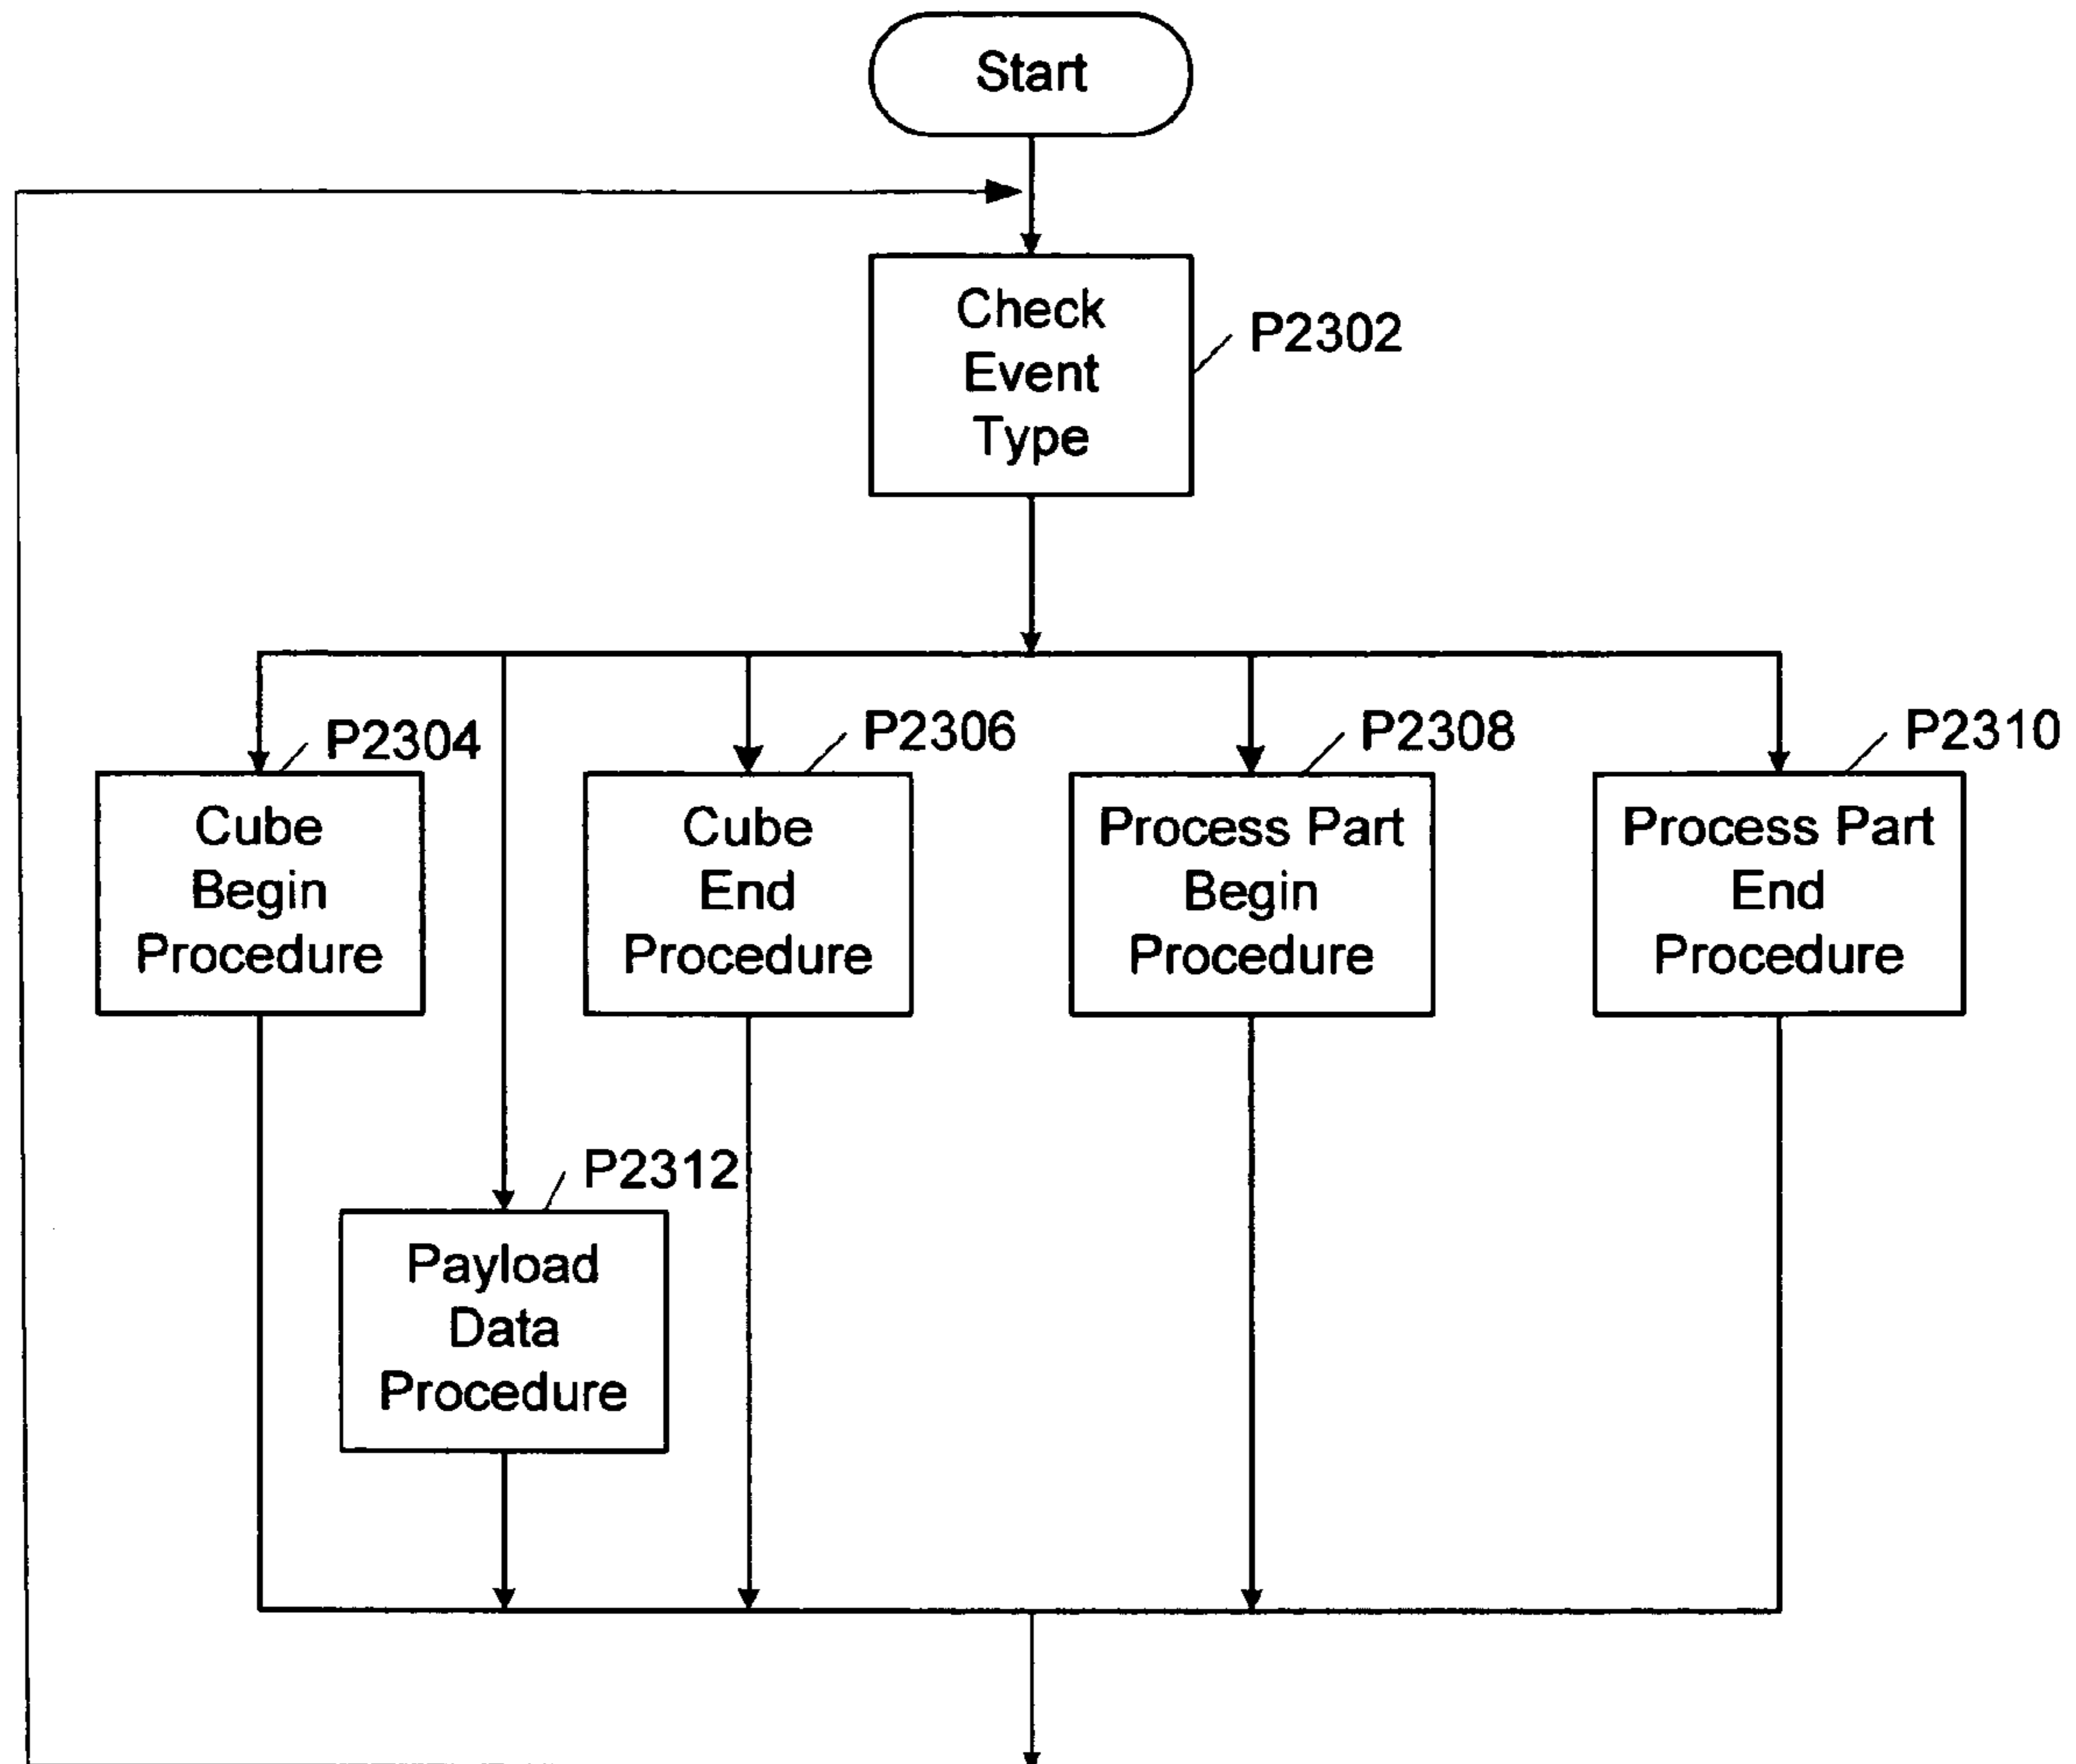 Start
Check
Event
Type
P2302
P2304
P2306
P2308
P2310
Cube
Begin
Procedure
Cube
End
Procedure
Process Part
Begin
Procedure
Process Part
End
Procedure
P2312
Payload
Data
Procedure